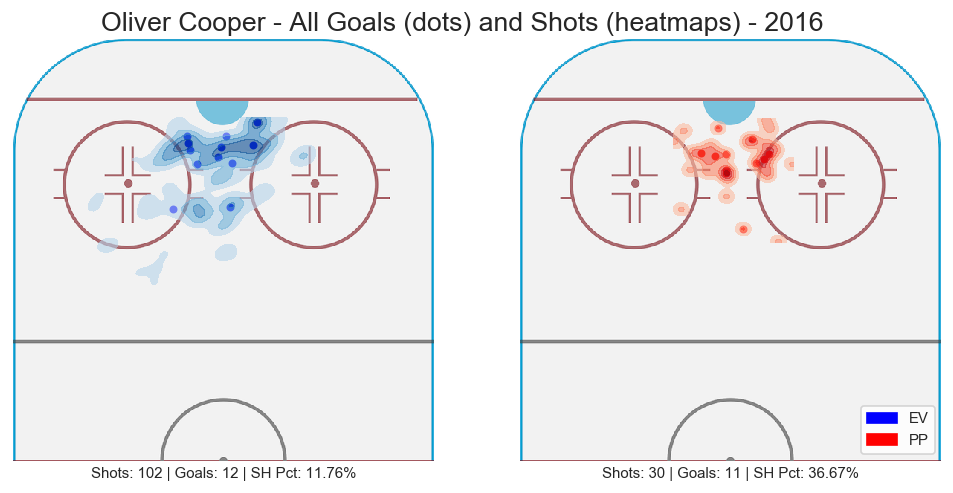 Oliver Cooper - All Goals (dots) and Shots (heatmaps) - 2016
EV
PP
Shots: 102 | Goals: 12 | SH Pct: 11.76%
Shots: 30 | Goals: 11 | SH Pct: 36.67%